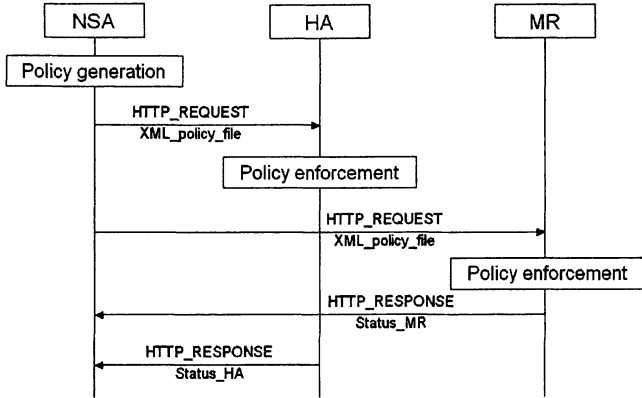 NSA
HA
MR
Policy generation
HTTP_REQUEST
XML_policy_file
Policy enforcement
HTTP_REQUEST
XML_policy_file
Policy enforcement
HTTP_RESPONSE
Status_MR
HTTP_RESPONSE
Status_HA